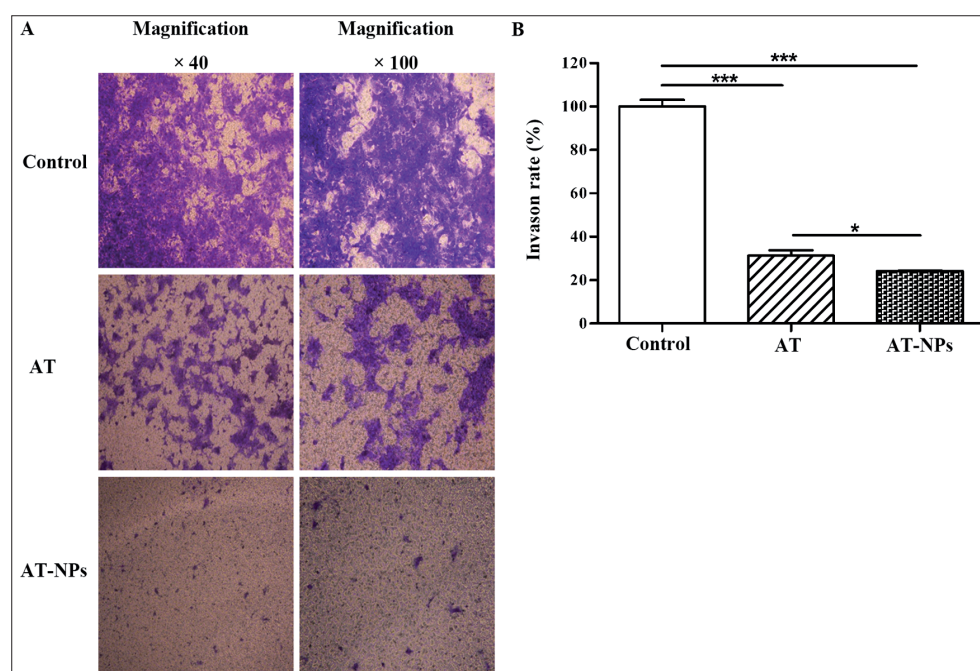 A
Magnification
× 40
Magnification
× 100
Control
AT
AT-NPs
B
Invason rate (%)
120
100
80
60
40
20
0
***
***
*
Control
AT
AT-NPs